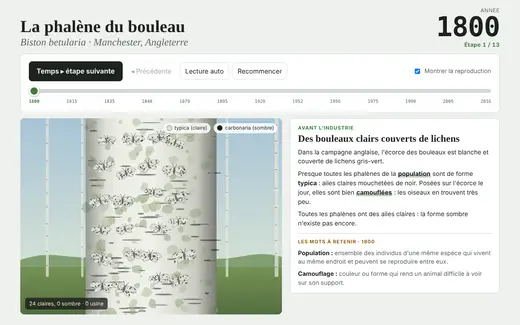 La phalène du bouleau
Biston betularia · Manchester, Angleterre
ANNÉE
1800
Étape 1 / 13
Temps ▸ étape suivante
◂ Précédente
Lecture auto
Recommencer
Montrer la reproduction
1800
1815
1835
1848
1870
1895
1920
1950
1956
1975
1990
2005
2016
typica (claire)
carbonaria (sombre)
24 claires, 0 sombre · 0 usine
AVANT L'INDUSTRIE
Des bouleaux clairs couverts de lichens
Dans la campagne anglaise, l'écorce des bouleaux est blanche et
couverte de lichens gris-vert.
Presque toutes les phalènes de la population sont de forme
typica : ailes claires mouchetées de noir. Posées sur l'écorce le
jour, elles sont bien camouflées : les oiseaux en trouvent très
peu.
Toutes les phalènes ont des ailes claires : la forme sombre
n'existe pas encore.
LES MOTS À RETENIR · 1800
Population : ensemble des individus d'une même espèce qui vivent
au même endroit et peuvent se reproduire entre eux.
Camouflage : couleur ou forme qui rend un animal difficile à voir
sur son support.